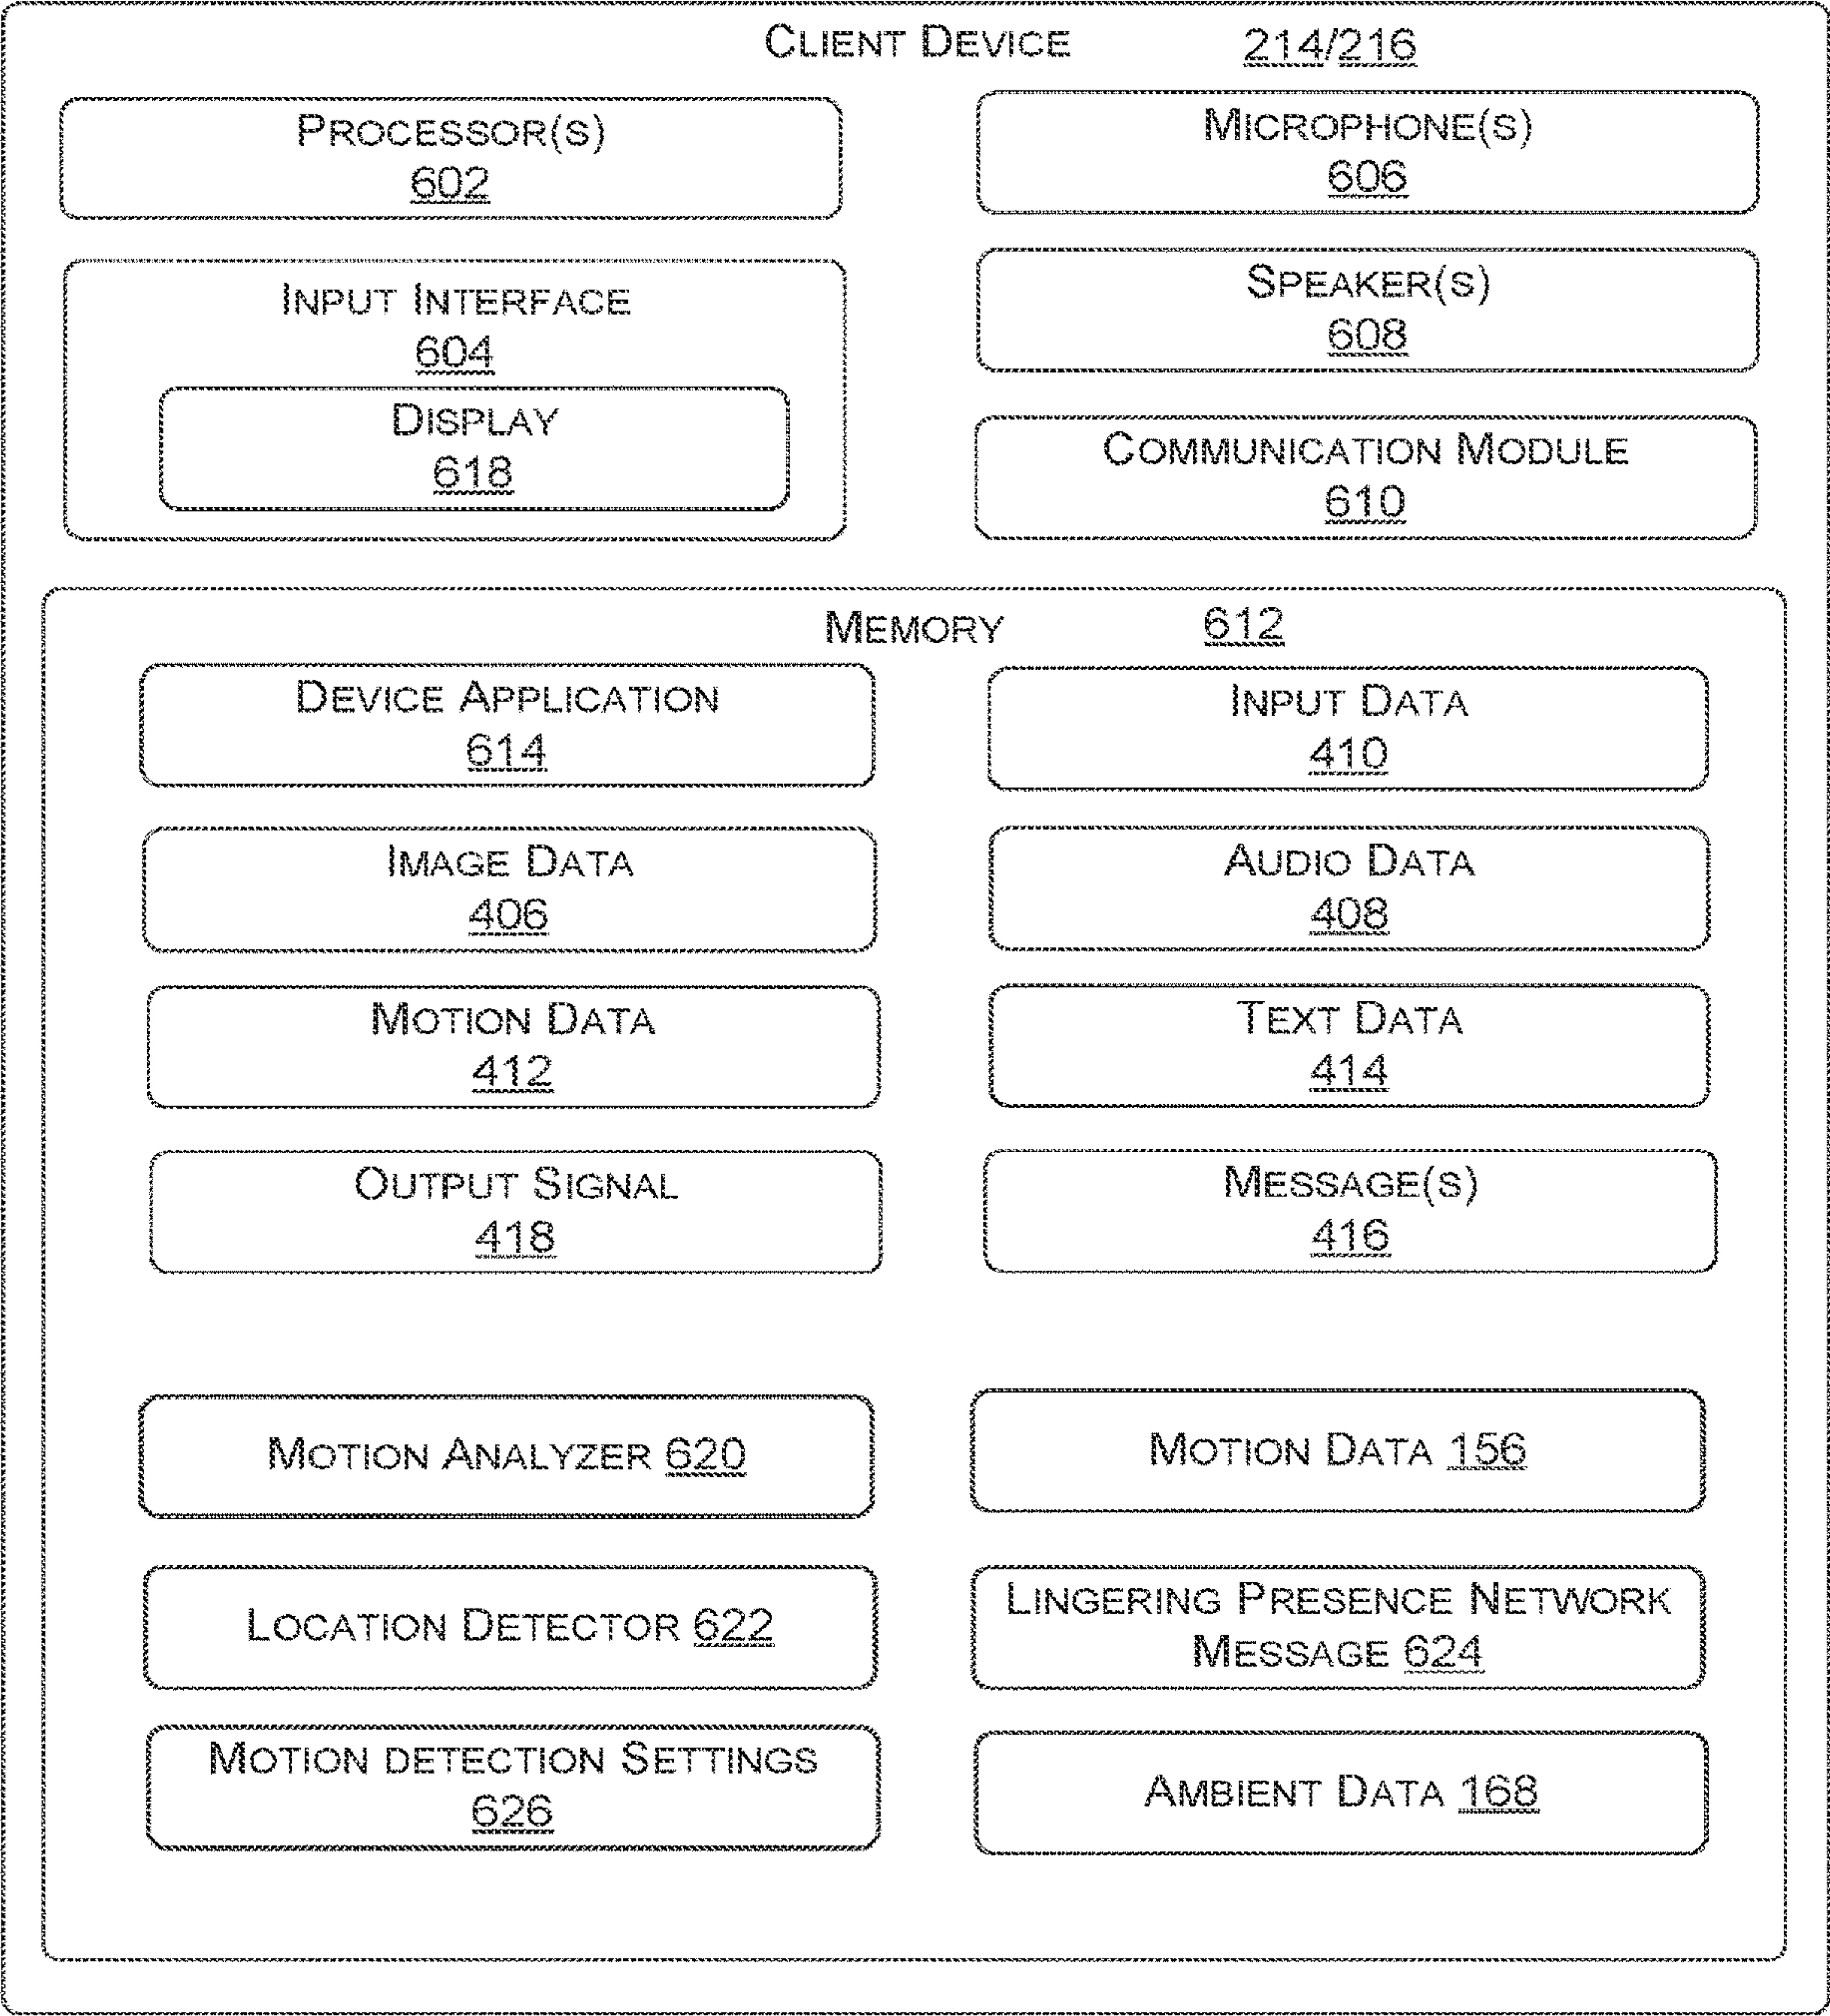 CLIENT DEVICE 214/216
PROCESSOR(S)
602
MICROPHONE(S)
606
INPUT INTERFACE
604
DISPLAY
618
SPEAKER(S)
608
COMMUNICATION MODULE
610
MEMORY 612
DEVICE APPLICATION
614
INPUT DATA
410
IMAGE DATA
406
AUDIO DATA
408
MOTION DATA
412
TEXT DATA
414
OUTPUT SIGNAL
418
MESSAGE(S)
416
MOTION ANALYZER 620
MOTION DATA 156
LOCATION DETECTOR 622
LINGERING PRESENCE NETWORK
MESSAGE 624
MOTION DETECTION SETTINGS
626
AMBIENT DATA 168